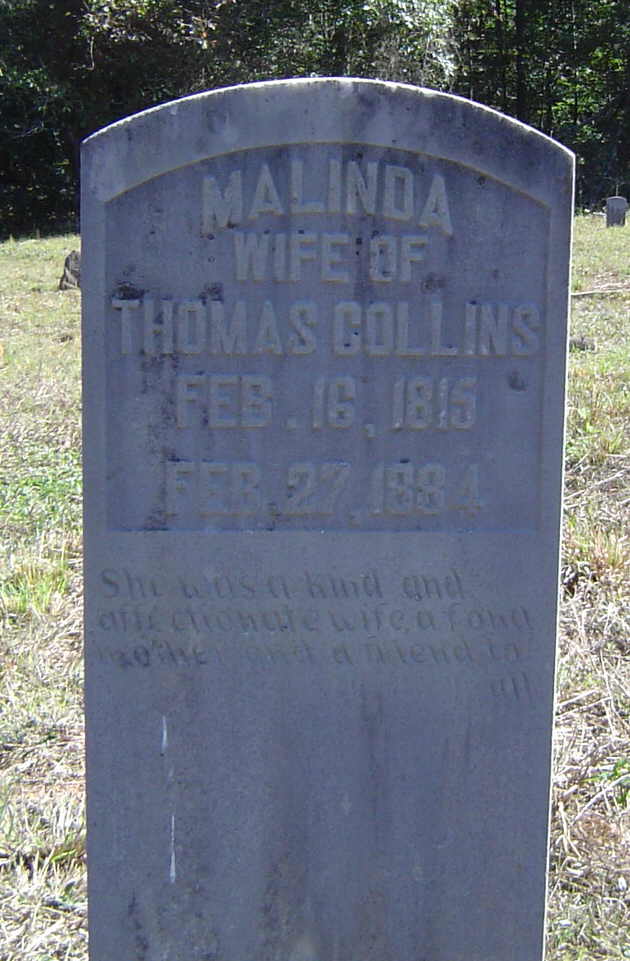 MALINDA
WIFE OF
THOMAS COLLINS
FEB. 16, 1815
FEB. 27, 1884
She was a kind and
affectionate wife, a fond
mother and a friend to
all